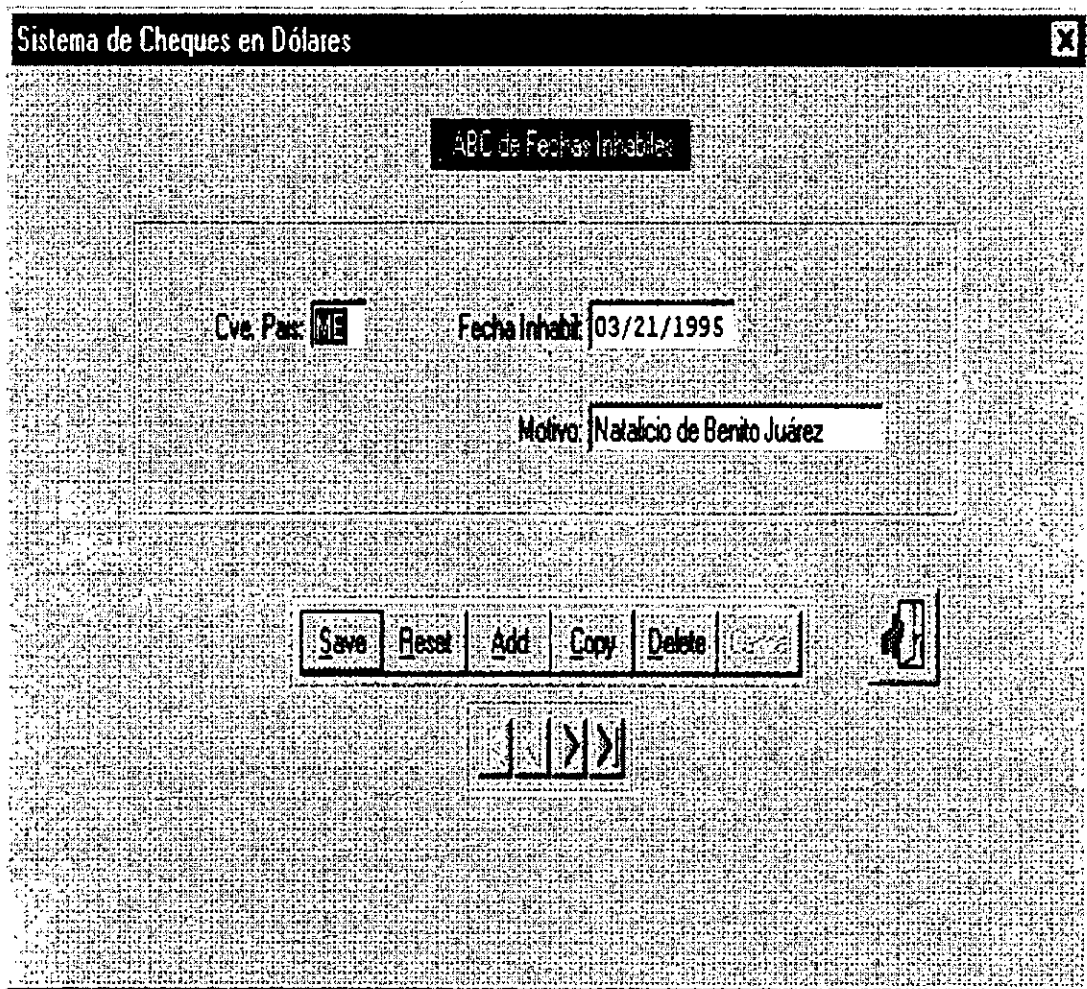 Sistema de Cheques en Dólares
ABC de Fechas Inhabiles
Cve. Pais: ME Fecha Inhabil: 03/21/1995
Motivo: Natalicio de Benito Juárez
Save Reset Add Copy Delete